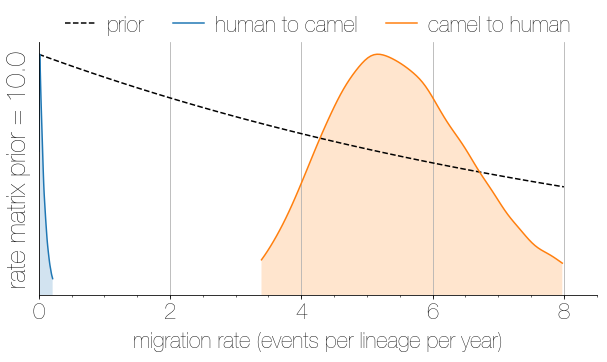 prior human to camel camel to human
rate matrix prior = 10.0
0 2 4 6 8
migration rate (events per lineage per year)